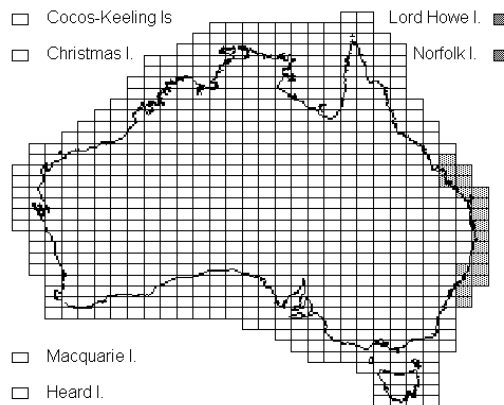 Cocos-Keeling Is
Lord Howe I.
Christmas I.
Norfolk I.
Macquarie I.
Heard I.